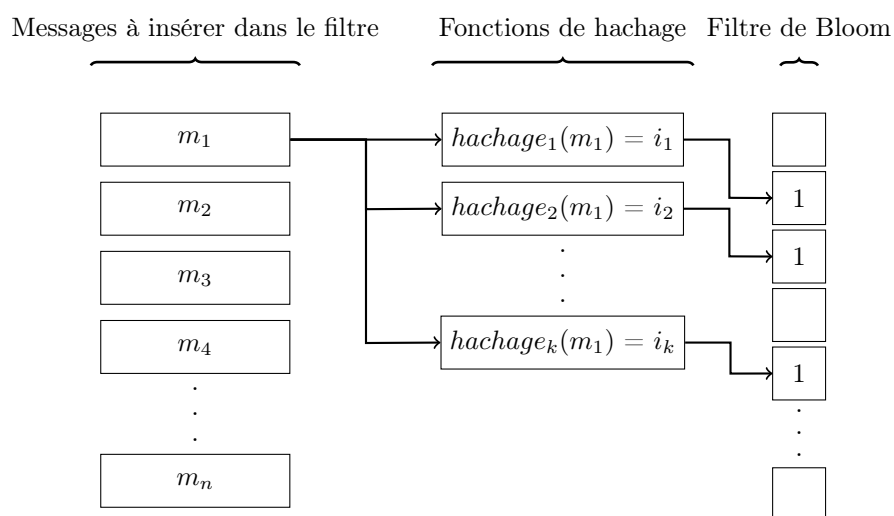 Messages à insérer dans le filtre
Fonctions de hachage
Filtre de Bloom
m₁
m₂
m₃
m₄
.
.
.
mₙ
hachage₁(m₁) = i₁
hachage₂(m₁) = i₂
.
.
.
hachageₖ(m₁) = iₖ
1
1
1
.
.
.